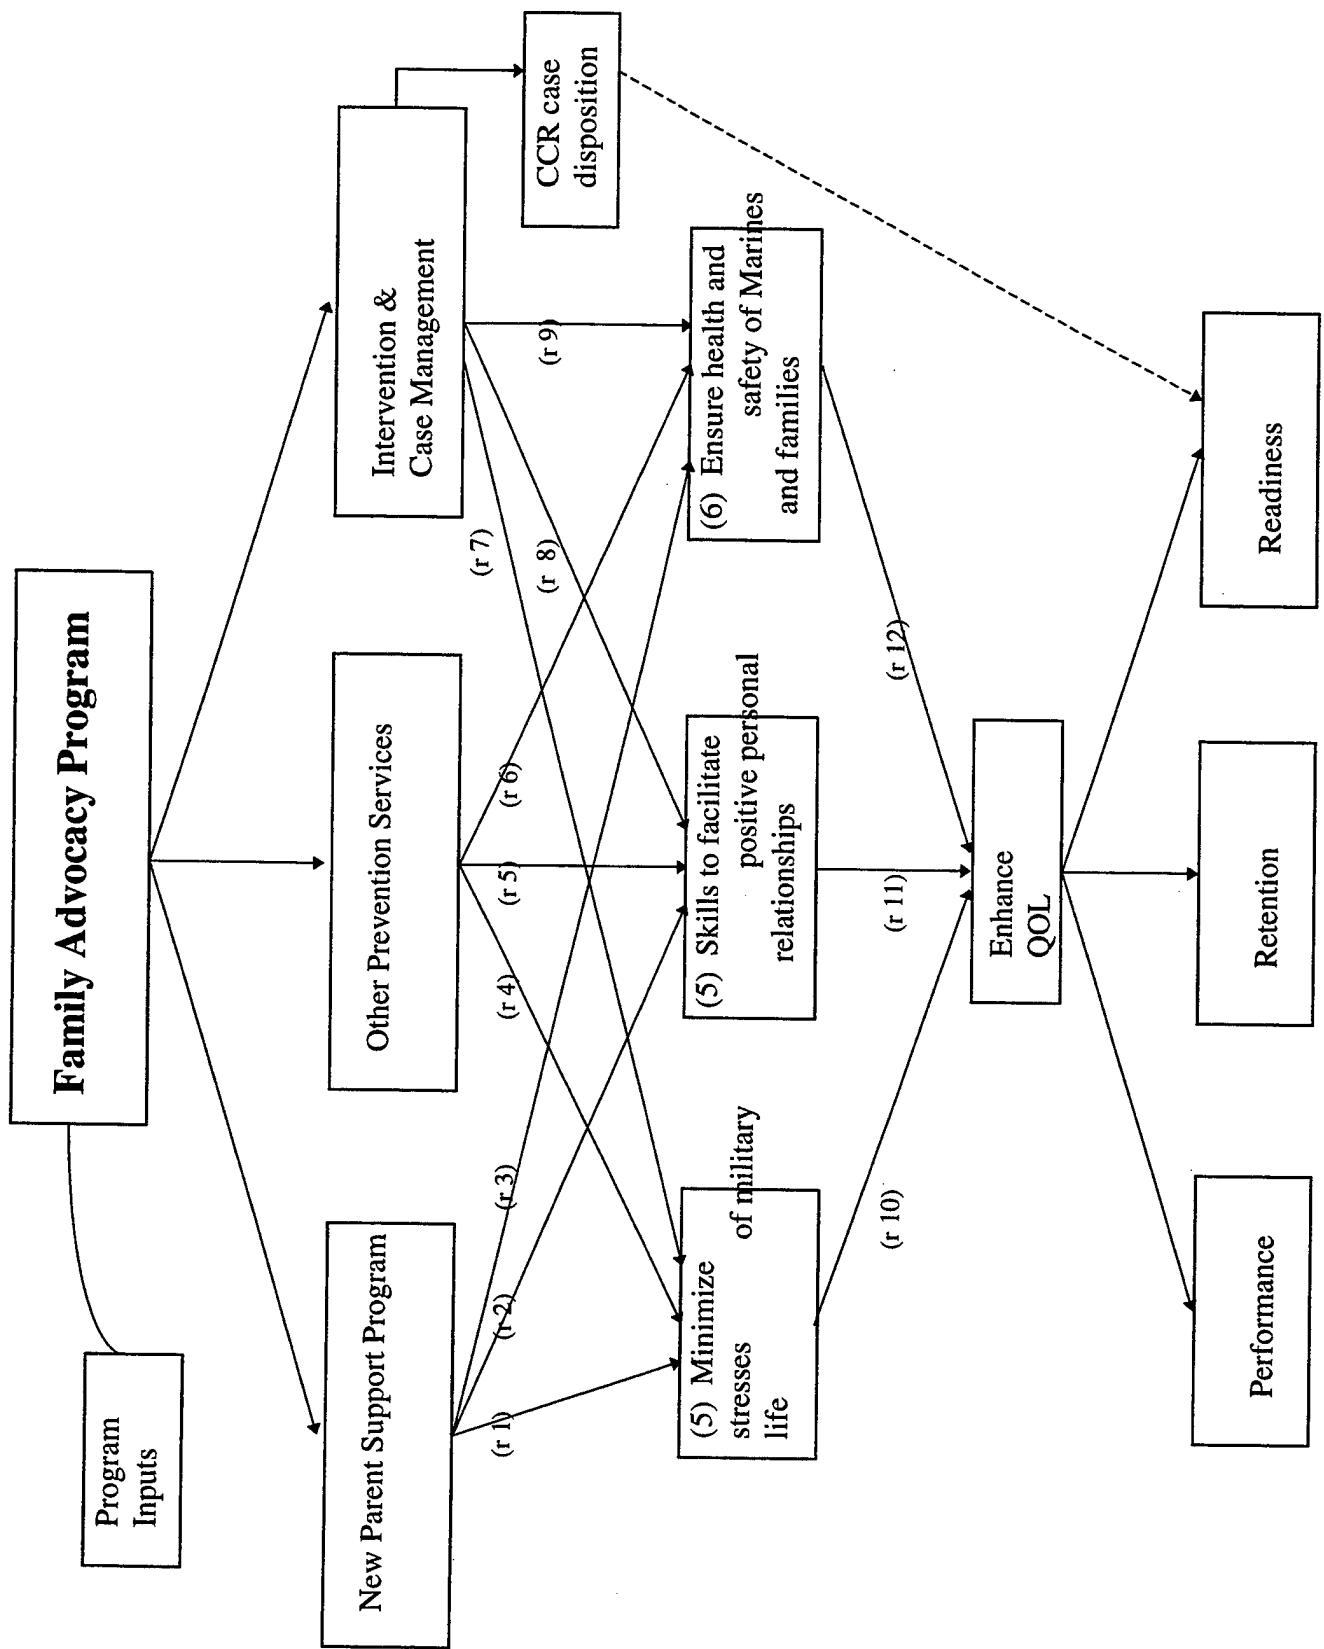 Family Advocacy Program
Program
Inputs
New Parent Support Program
Other Prevention Services
Intervention &
Case Management
CCR case
disposition
(r 1)
(r 2)
(r 3)
(r 4)
(r 5)
(r 6)
(r 7)
(r 8)
(r 9)
(5) Minimize
stresses of military
life
(5) Skills to facilitate
positive personal
relationships
(6) Ensure health and
safety of Marines
and families
(r 10)
(r 11)
(r 12)
Enhance
QOL
Performance
Retention
Readiness